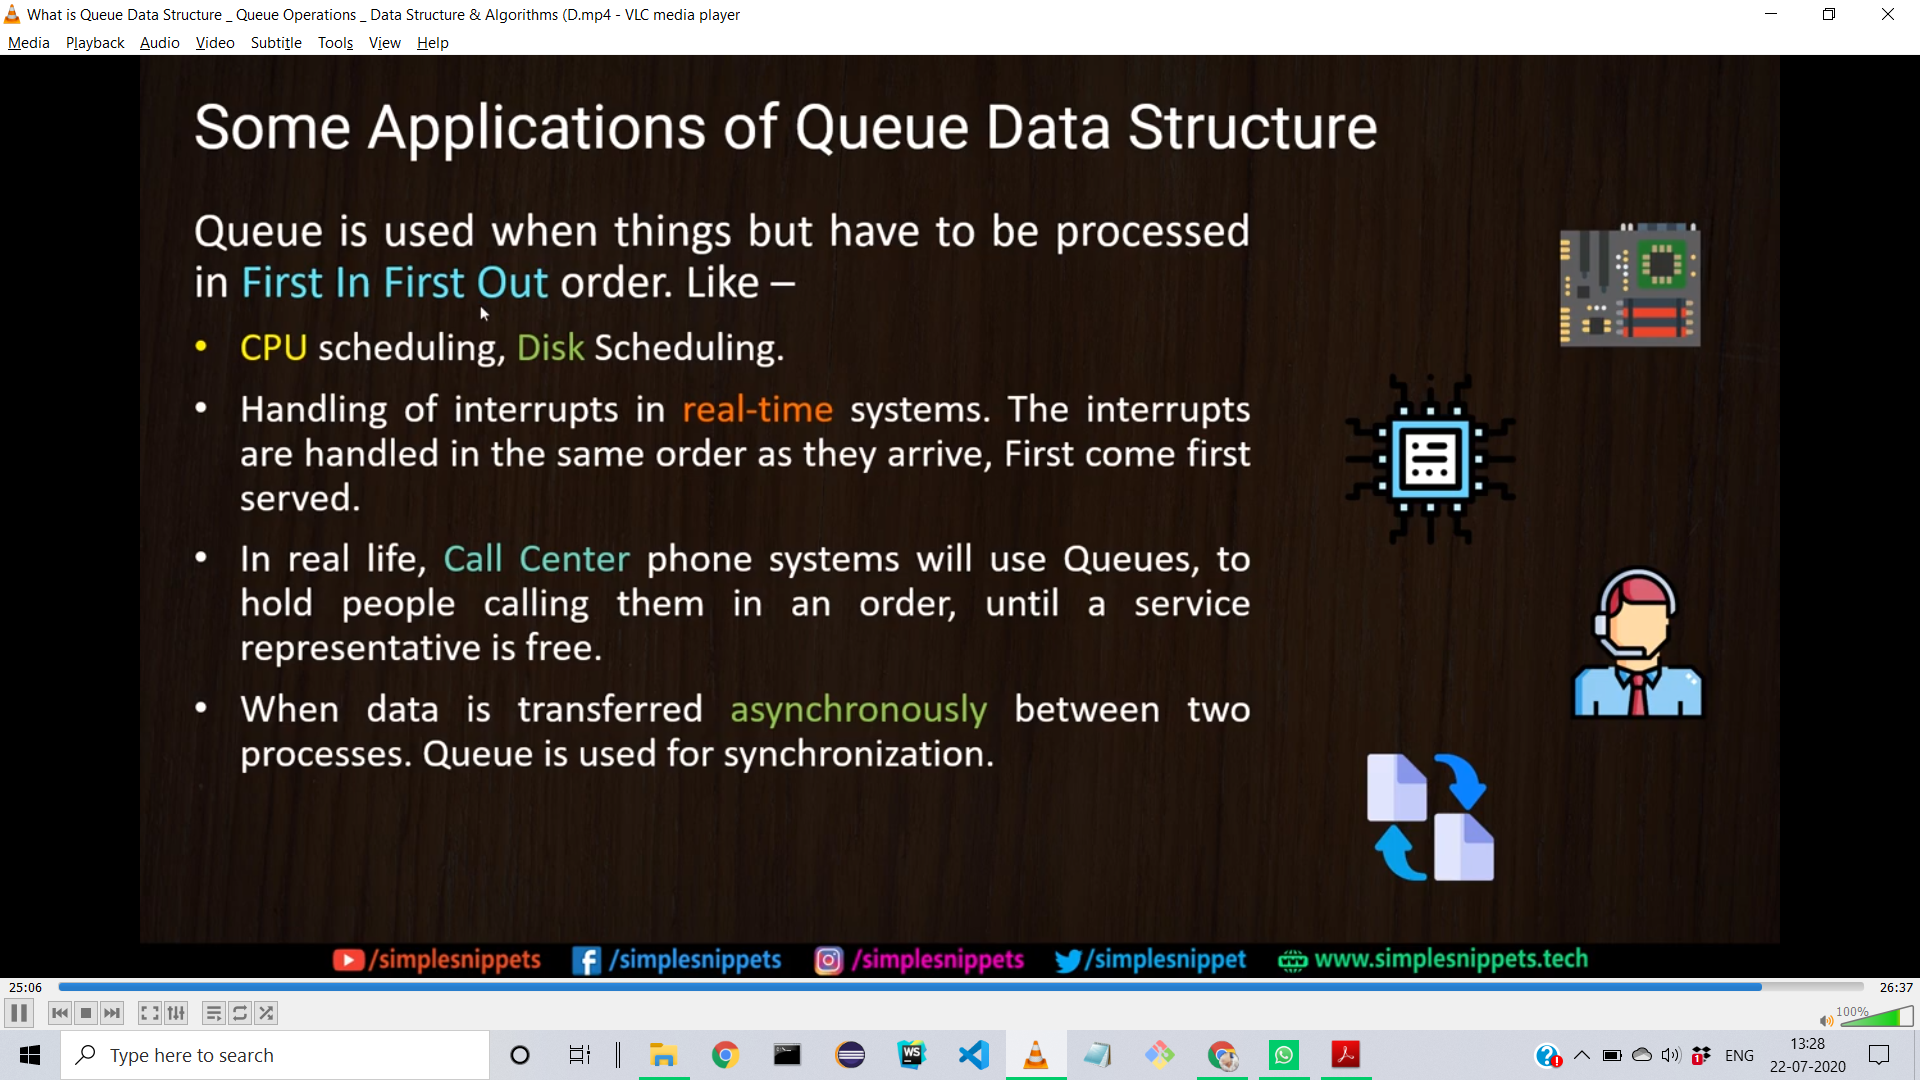 What is Queue Data Structure _ Queue Operations _ Data Structure & Algorithms (D.mp4 - VLC media player
Media Playback Audio Video Subtitle Tools View Help
Some Applications of Queue Data Structure
Queue is used when things but have to be processed
in First In First Out order. Like –
• CPU scheduling, Disk Scheduling.
• Handling of interrupts in real-time systems. The interrupts
are handled in the same order as they arrive, First come first
served.
• In real life, Call Center phone systems will use Queues, to
hold people calling them in an order, until a service
representative is free.
• When data is transferred asynchronously between two
processes. Queue is used for synchronization.
/simplesnippets /simplesnippets /simplesnippets /simplesnippet www.simplesnippets.tech
25:06 26:37
100%
Type here to search WS 1 ENG 13:28
22-07-2020